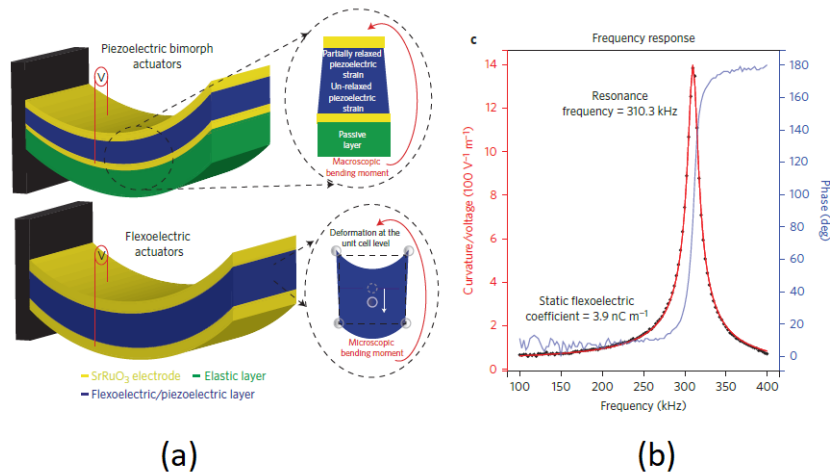 Piezoelectric bimorph
actuators
V
Partially relaxed
piezoelectric
strain
Un-relaxed
piezoelectric
strain
Passive
layer
Macroscopic
bending moment
Flexoelectric
actuators
V
Deformation at the
unit cell level
Microscopic
bending moment
SrRuO₃ electrode
Elastic layer
Flexoelectric/piezoelectric layer
(a)
c
Frequency response
Curvature/voltage (100 V⁻¹ m⁻¹)
14
12
10
8
6
4
2
0
Resonance
frequency = 310.3 kHz
Static flexoelectric
coefficient = 3.9 nC m⁻¹
180
160
140
120
100
80
60
40
20
0
Phase (deg)
100 150 200 250 300 350 400
Frequency (kHz)
(b)